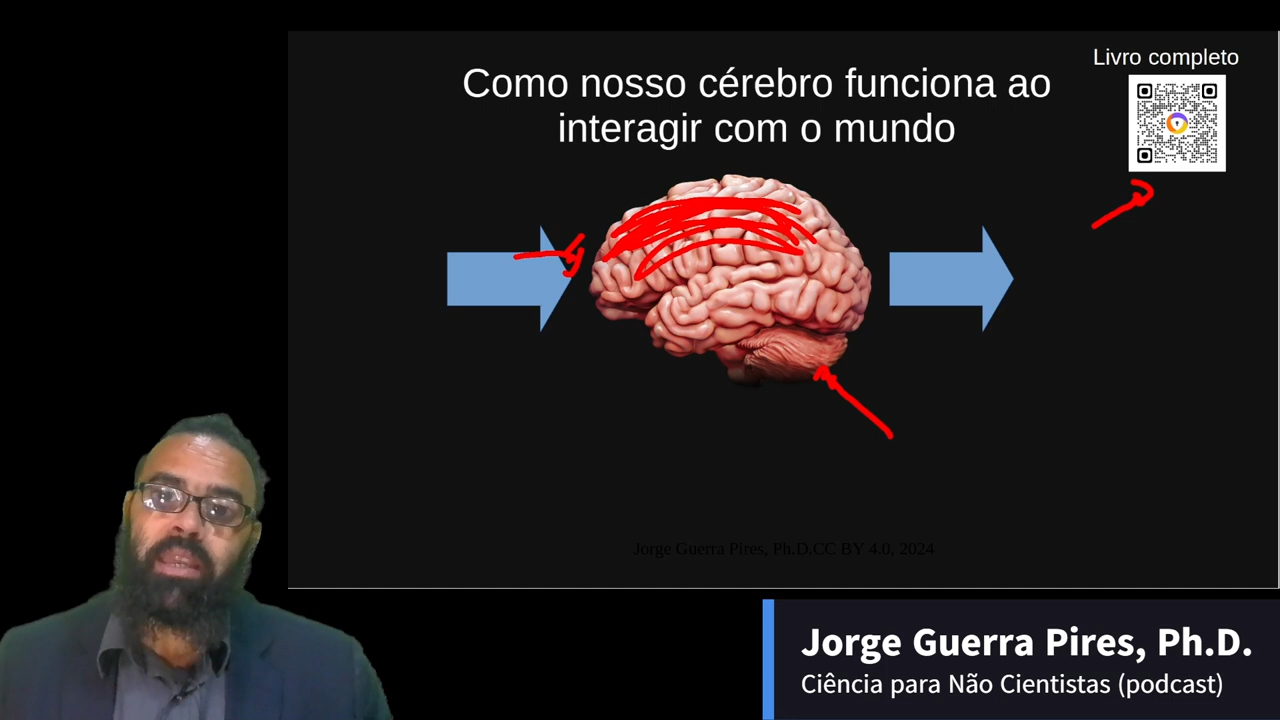 Livro completo
Como nosso cérebro funciona ao
interagir com o mundo
Jorge Guerra Pires, Ph.D.CC BY 4.0, 2024
Jorge Guerra Pires, Ph.D.
Ciência para Não Cientistas (podcast)